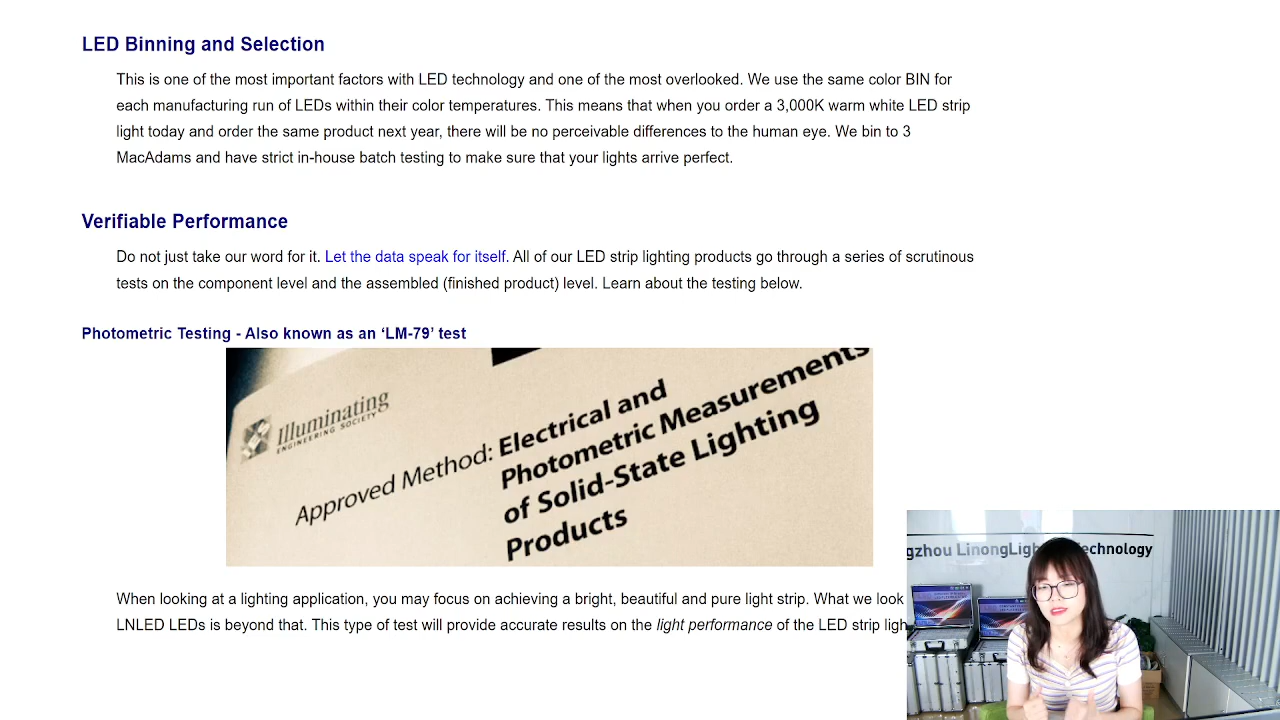 LED Binning and Selection
This is one of the most important factors with LED technology and one of the most overlooked. We use the same color BIN for
each manufacturing run of LEDs within their color temperatures. This means that when you order a 3,000K warm white LED strip
light today and order the same product next year, there will be no perceivable differences to the human eye. We bin to 3
MacAdams and have strict in-house batch testing to make sure that your lights arrive perfect.
Verifiable Performance
Do not just take our word for it. Let the data speak for itself. All of our LED strip lighting products go through a series of scrutinous
tests on the component level and the assembled (finished product) level. Learn about the testing below.
Photometric Testing - Also known as an ‘LM-79’ test
Illuminating
ENGINEERING SOCIETY
Approved Method: Electrical and
Photometric Measurements
of Solid-State Lighting
Products
When looking at a lighting application, you may focus on achieving a bright, beautiful and pure light strip. What we look
LNLED LEDs is beyond that. This type of test will provide accurate results on the light performance of the LED strip
gzhou LinongLigh echnology